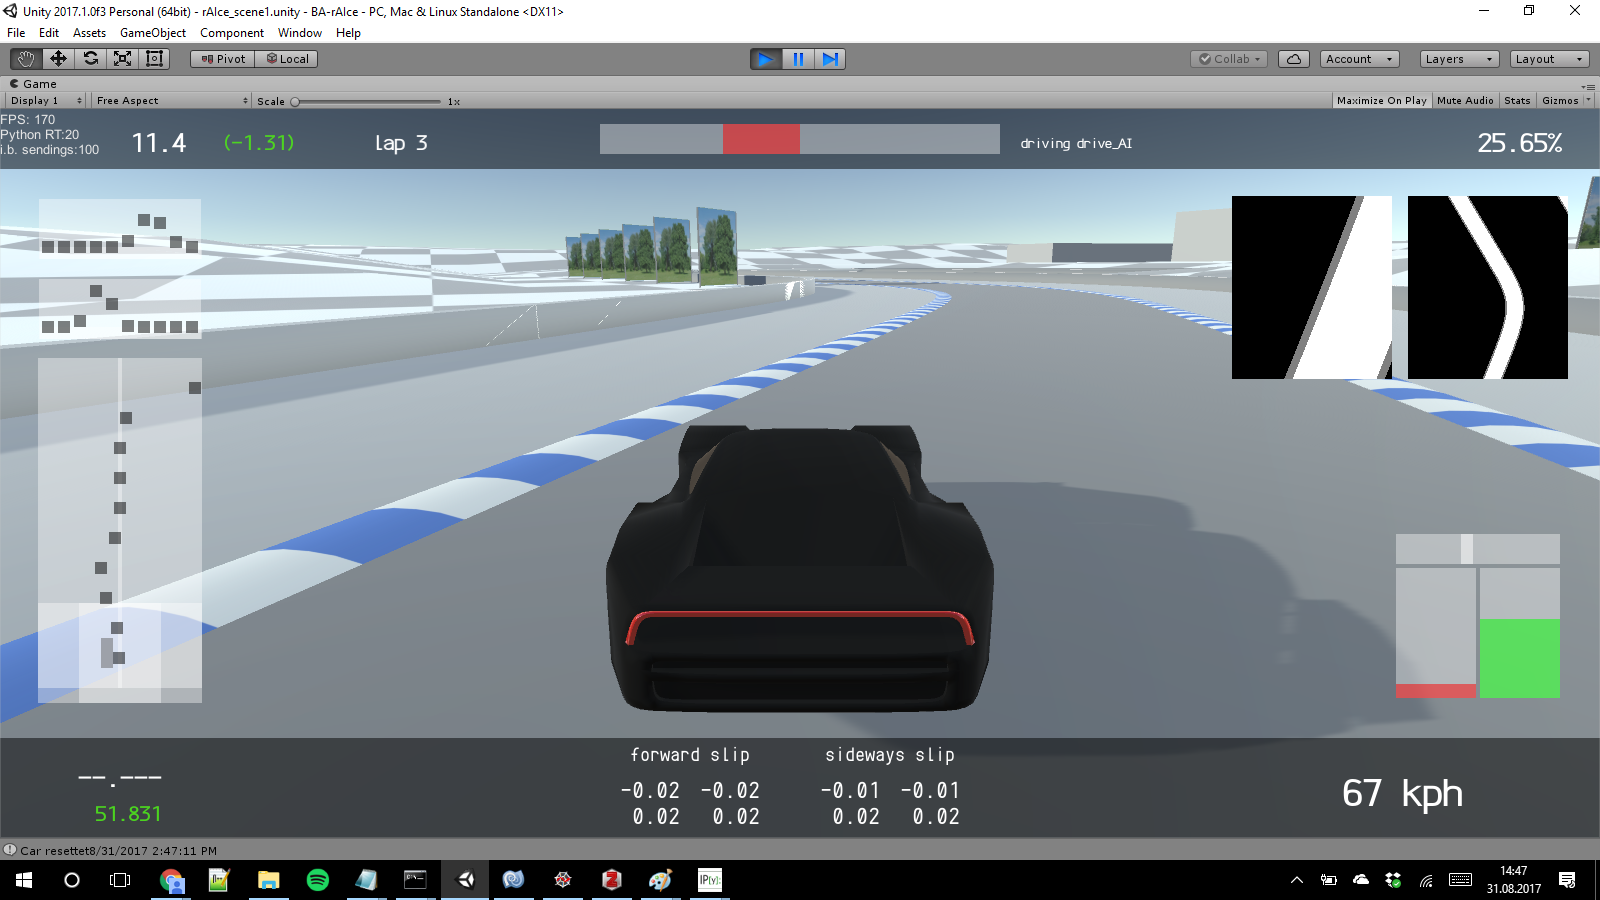 Unity 2017.1.0f3 Personal (64bit) - rAIce_scene1.unity - BA-rAIce - PC, Mac & Linux Standalone <DX11>
File Edit Assets GameObject Component Window Help
Pivot Local Collab Account Layers Layout
Game
Display 1 Free Aspect Scale 1x Maximize On Play Mute Audio Stats Gizmos
FPS: 170
Python RT:20
i.b. sendings:100
11.4 (-1.31) lap 3 driving drive_AI 25.65%
forward slip sideways slip
-0.02 -0.02 -0.01 -0.01
0.02 0.02 0.02 0.02
--.---
51.831
67 kph
Car resettet8/31/2017 2:47:11 PM
IP[y]:
14:47
31.08.2017